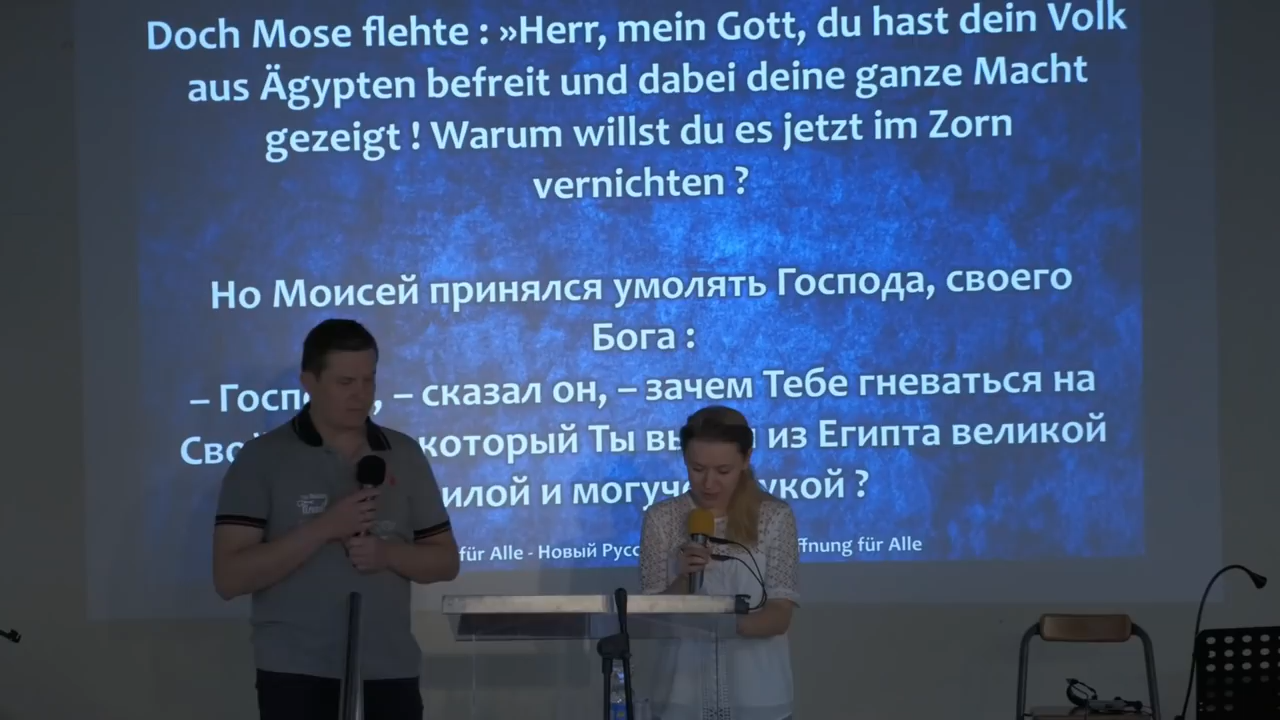 Doch Mose flehte : »Herr, mein Gott, du hast dein Volk
aus Ägypten befreit und dabei deine ganze Macht
gezeigt ! Warum willst du es jetzt im Zorn
vernichten ?
Но Моисей принялся умолять Господа, своего
Бога :
– Госп , – сказал он, – зачем Тебе гневаться на
Сво который Ты вы из Египта великой
илой и могуче укой ?
für Alle - Новый Русс ffnung für Alle